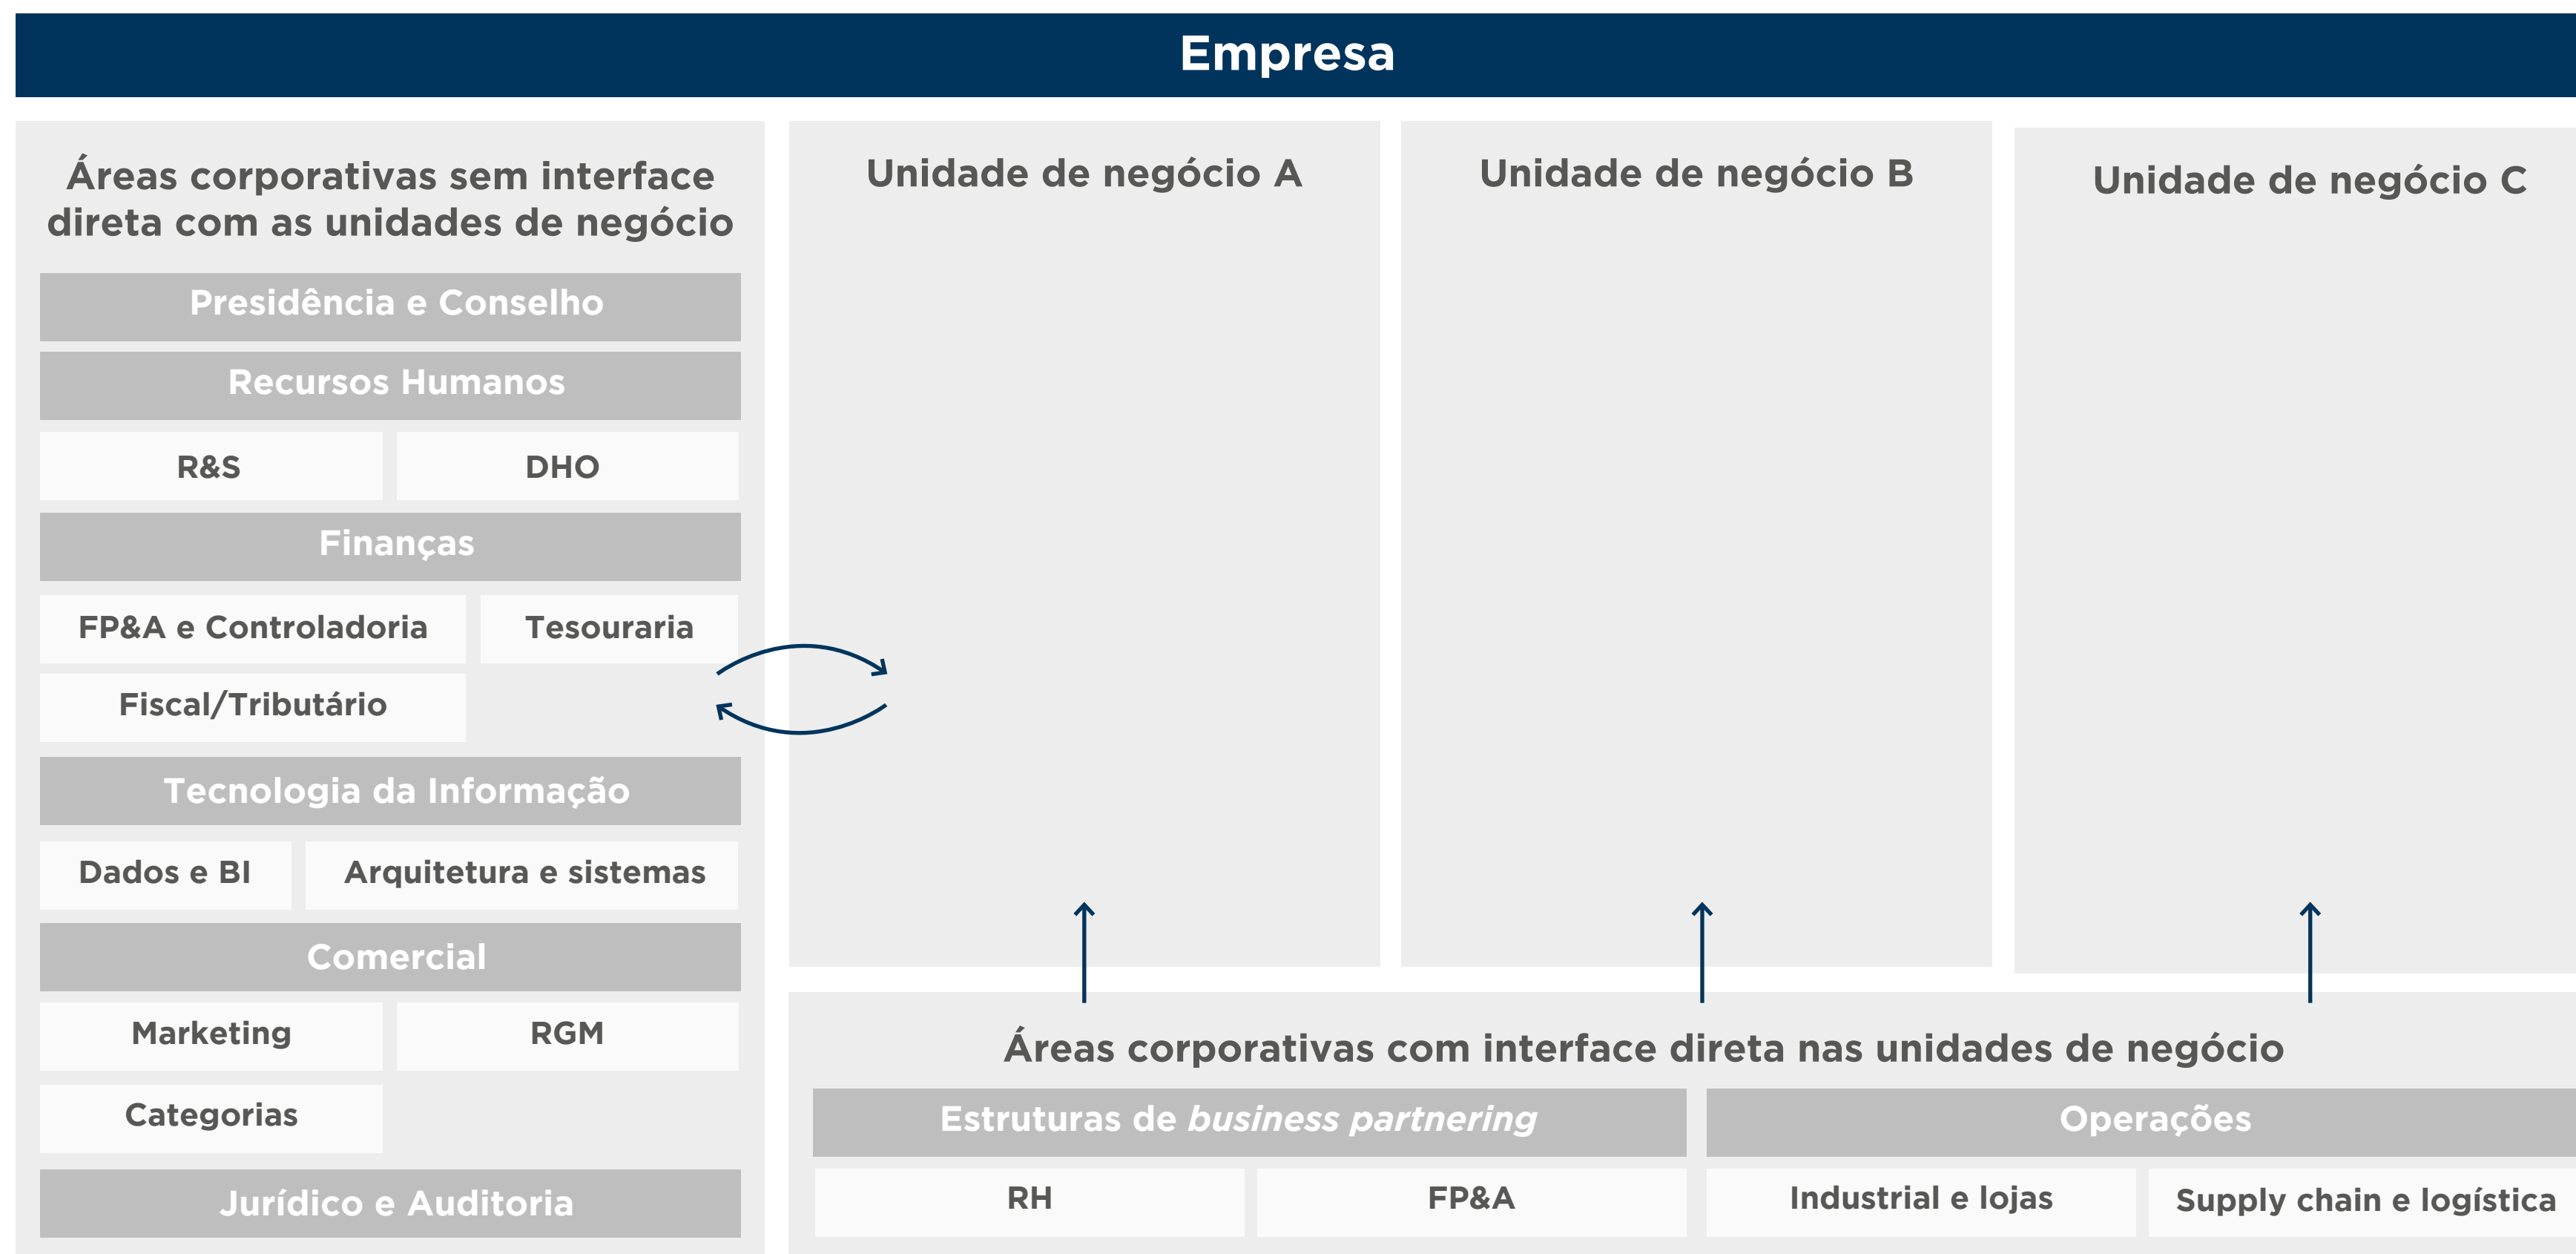 Empresa
Áreas corporativas sem interface
direta com as unidades de negócio
Presidência e Conselho
Recursos Humanos
R&S
DHO
Finanças
FP&A e Controladoria
Tesouraria
Fiscal/Tributário
Tecnologia da Informação
Dados e BI
Arquitetura e sistemas
Comercial
Marketing
RGM
Categorias
Jurídico e Auditoria
Unidade de negócio A
Unidade de negócio B
Unidade de negócio C
Áreas corporativas com interface direta nas unidades de negócio
Estruturas de business partnering
Operações
RH
FP&A
Industrial e lojas
Supply chain e logística